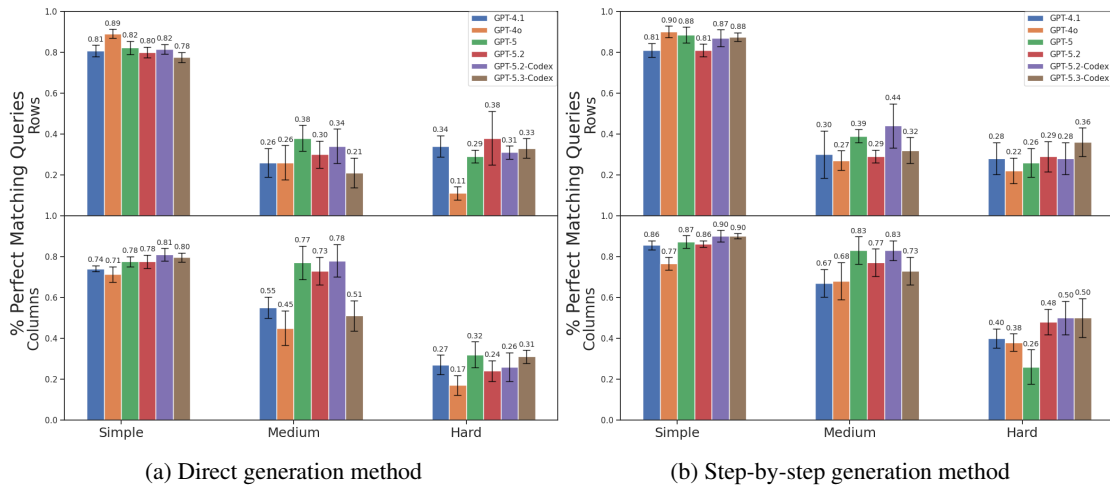 % Perfect Matching Queries
Rows
Columns
1.0
0.8
0.6
0.4
0.2
1.0
0.8
0.6
0.4
0.2
0.0
0.81 0.89 0.82 0.80 0.82 0.78
0.26 0.26 0.38 0.30 0.34 0.21
0.34 0.11 0.29 0.38 0.31 0.33
GPT-4.1
GPT-4o
GPT-5
GPT-5.2
GPT-5.2-Codex
GPT-5.3-Codex
0.74 0.71 0.78 0.78 0.81 0.80
0.55 0.45 0.77 0.73 0.78 0.51
0.27 0.17 0.32 0.24 0.26 0.31
Simple Medium Hard
(a) Direct generation method
% Perfect Matching Queries
Rows
Columns
1.0
0.8
0.6
0.4
0.2
1.0
0.8
0.6
0.4
0.2
0.0
0.81 0.90 0.88 0.81 0.87 0.88
0.30 0.27 0.39 0.29 0.44 0.32
0.28 0.22 0.26 0.29 0.28 0.36
GPT-4.1
GPT-4o
GPT-5
GPT-5.2
GPT-5.2-Codex
GPT-5.3-Codex
0.86 0.77 0.87 0.86 0.90 0.90
0.67 0.68 0.83 0.77 0.83 0.73
0.40 0.38 0.26 0.48 0.50 0.50
Simple Medium Hard
(b) Step-by-step generation method